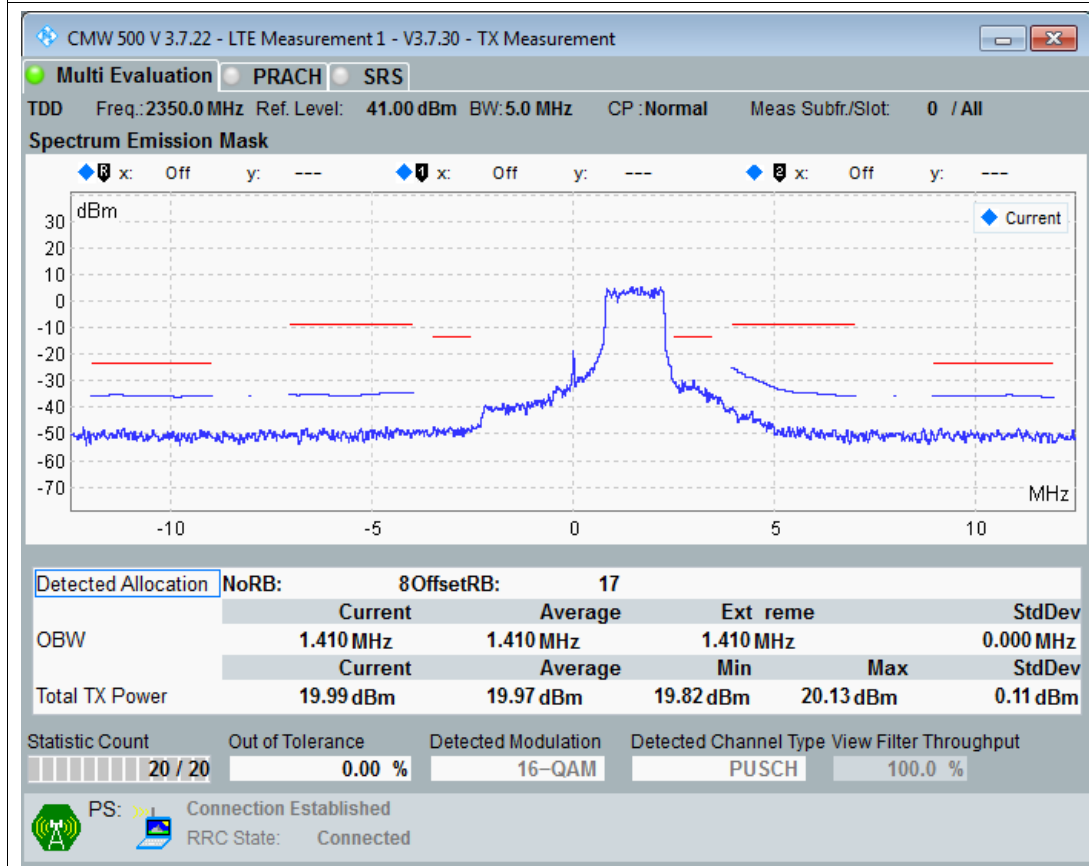 CMW 500 V 3.7.22 - LTE Measurement 1 - V3.7.30 - TX Measurement
Multi Evaluation PRACH SRS
TDD Freq.: 2350.0 MHz Ref. Level: 41.00 dBm BW: 5.0 MHz CP : Normal Meas Subfr./Slot: 0 / All
Spectrum Emission Mask
R x: Off y: --- 1 x: Off y: --- 2 x: Off y: ---
dBm
Current
30
20
10
0
-10
-20
-30
-40
-50
-60
-70
MHz
-10 -5 0 5 10
Detected Allocation NoRB: 8 OffsetRB: 17
Current Average Ext reme StdDev
OBW 1.410 MHz 1.410 MHz 1.410 MHz 0.000 MHz
Current Average Min Max StdDev
Total TX Power 19.99 dBm 19.97 dBm 19.82 dBm 20.13 dBm 0.11 dBm
Statistic Count Out of Tolerance Detected Modulation Detected Channel Type View Filter Throughput
20 / 20 0.00 % 16-QAM PUSCH 100.0 %
PS: Connection Established
RRC State: Connected